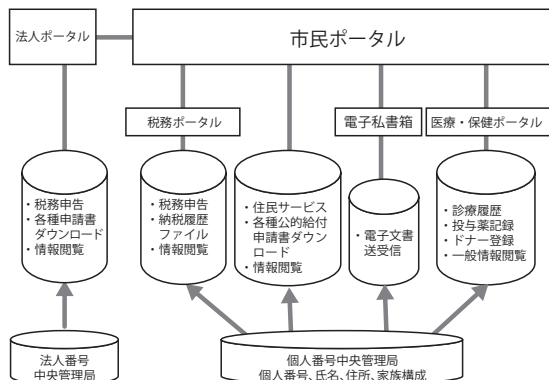 法人ポータル
市民ポータル
税務ポータル
電子私書箱
医療・保健ポータル
・税務申告
・各種申請書
ダウンロード
・情報閲覧
・税務申告
・納税履歴
ファイル
・情報閲覧
・住民サービス
・各種公的給付
申請書ダウン
ロード
・情報閲覧
・電子文書
送受信
・診療履歴
・投与薬記録
・ドナー登録
・一般情報閲覧
法人番号
中央管理局
個人番号中央管理局
個人番号、氏名、住所、家族構成